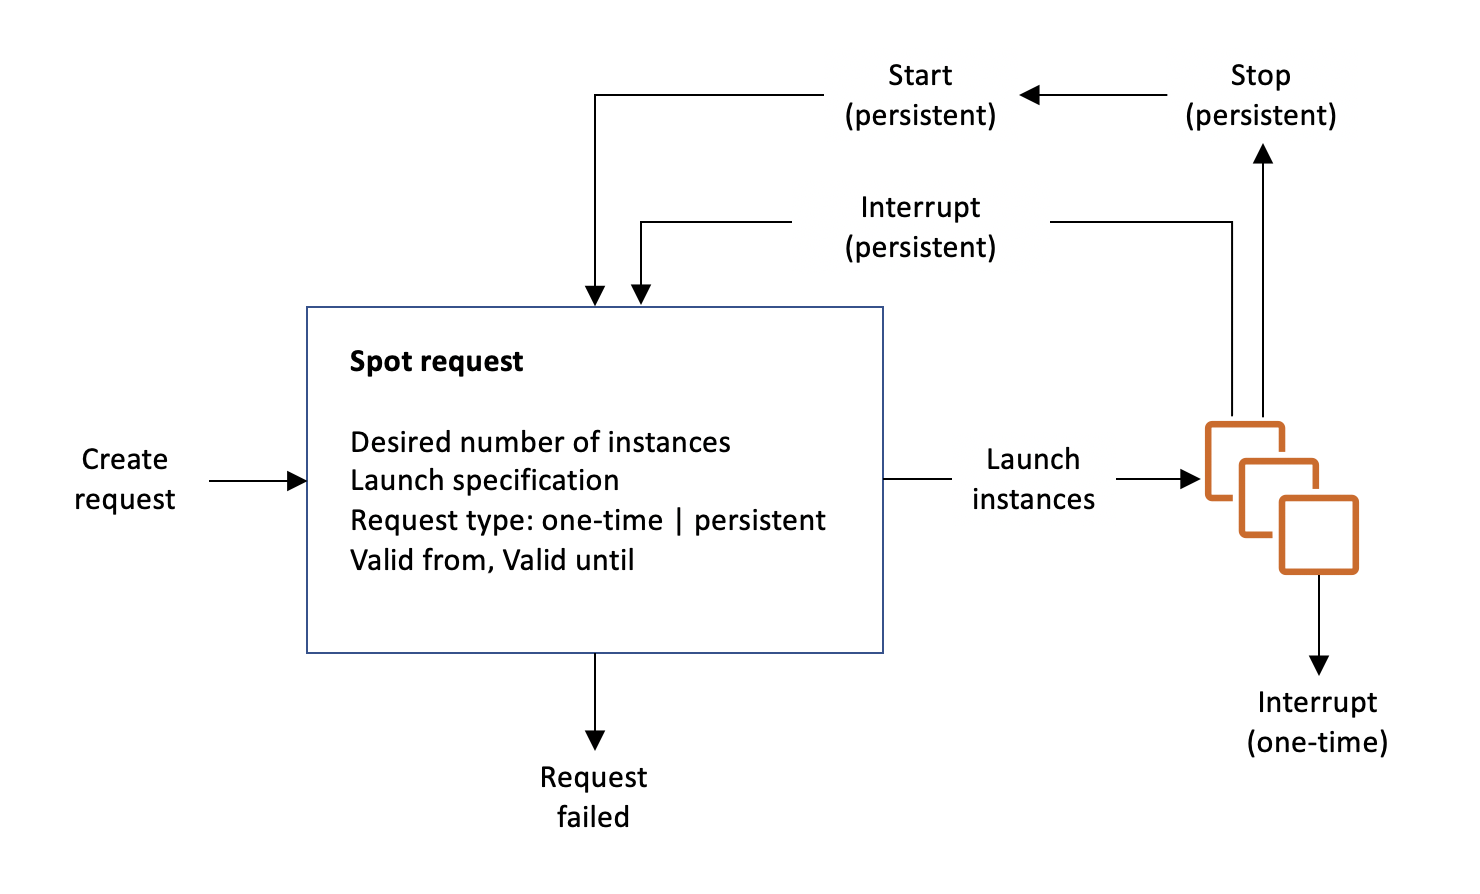 Start
(persistent)
Stop
(persistent)
Interrupt
(persistent)
Spot request
Desired number of instances
Launch specification
Request type: one-time | persistent
Valid from, Valid until
Create
request
Launch
instances
Interrupt
(one-time)
Request
failed